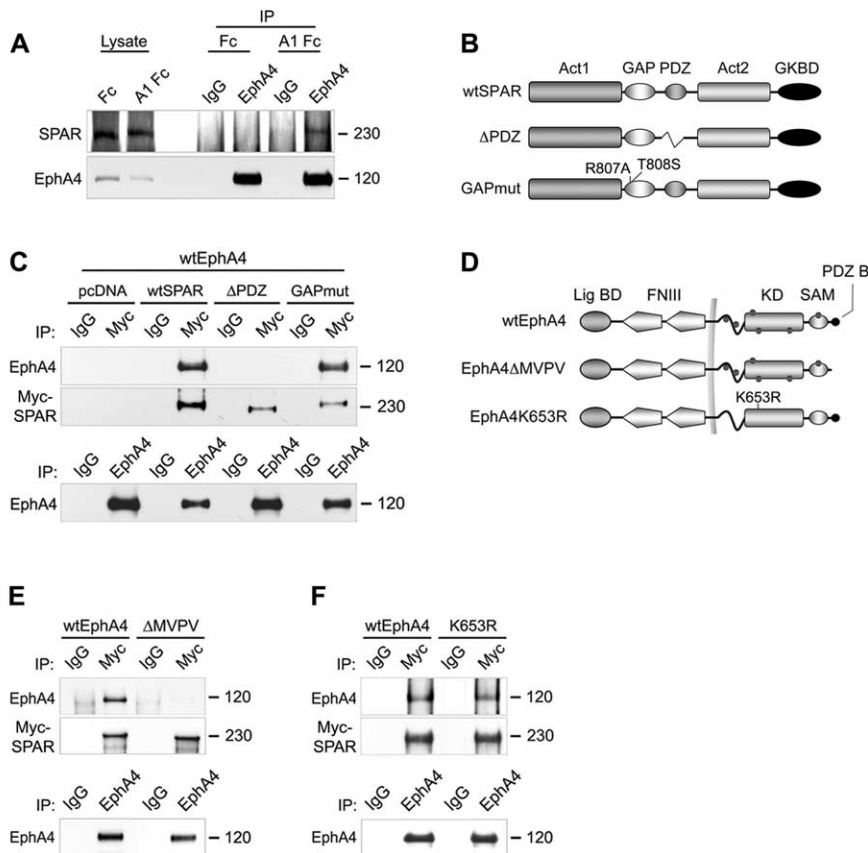 A
IP
Lysate
Fc
A1 Fc
Fc
A1 Fc
IgG
EphA4
IgG
EphA4
SPAR
230
EphA4
120
B
Act1
GAP
PDZ
Act2
GKBD
wtSPAR
ΔPDZ
R807A
T808S
GAPmut
C
wtEphA4
pcDNA
wtSPAR
ΔPDZ
GAPmut
IP:
IgG
Myc
IgG
Myc
IgG
Myc
IgG
Myc
EphA4
120
Myc-
SPAR
230
IP:
IgG
EphA4
IgG
EphA4
IgG
EphA4
IgG
EphA4
EphA4
120
D
PDZ B
Lig BD
FNIII
KD
SAM
wtEphA4
EphA4ΔMVPV
K653R
EphA4K653R
E
wtEphA4
ΔMVPV
IP:
IgG
Myc
IgG
Myc
EphA4
120
Myc-
SPAR
230
IP:
IgG
EphA4
IgG
EphA4
EphA4
120
F
wtEphA4
K653R
IP:
IgG
Myc
IgG
Myc
EphA4
120
Myc-
SPAR
230
IP:
IgG
EphA4
IgG
EphA4
EphA4
120